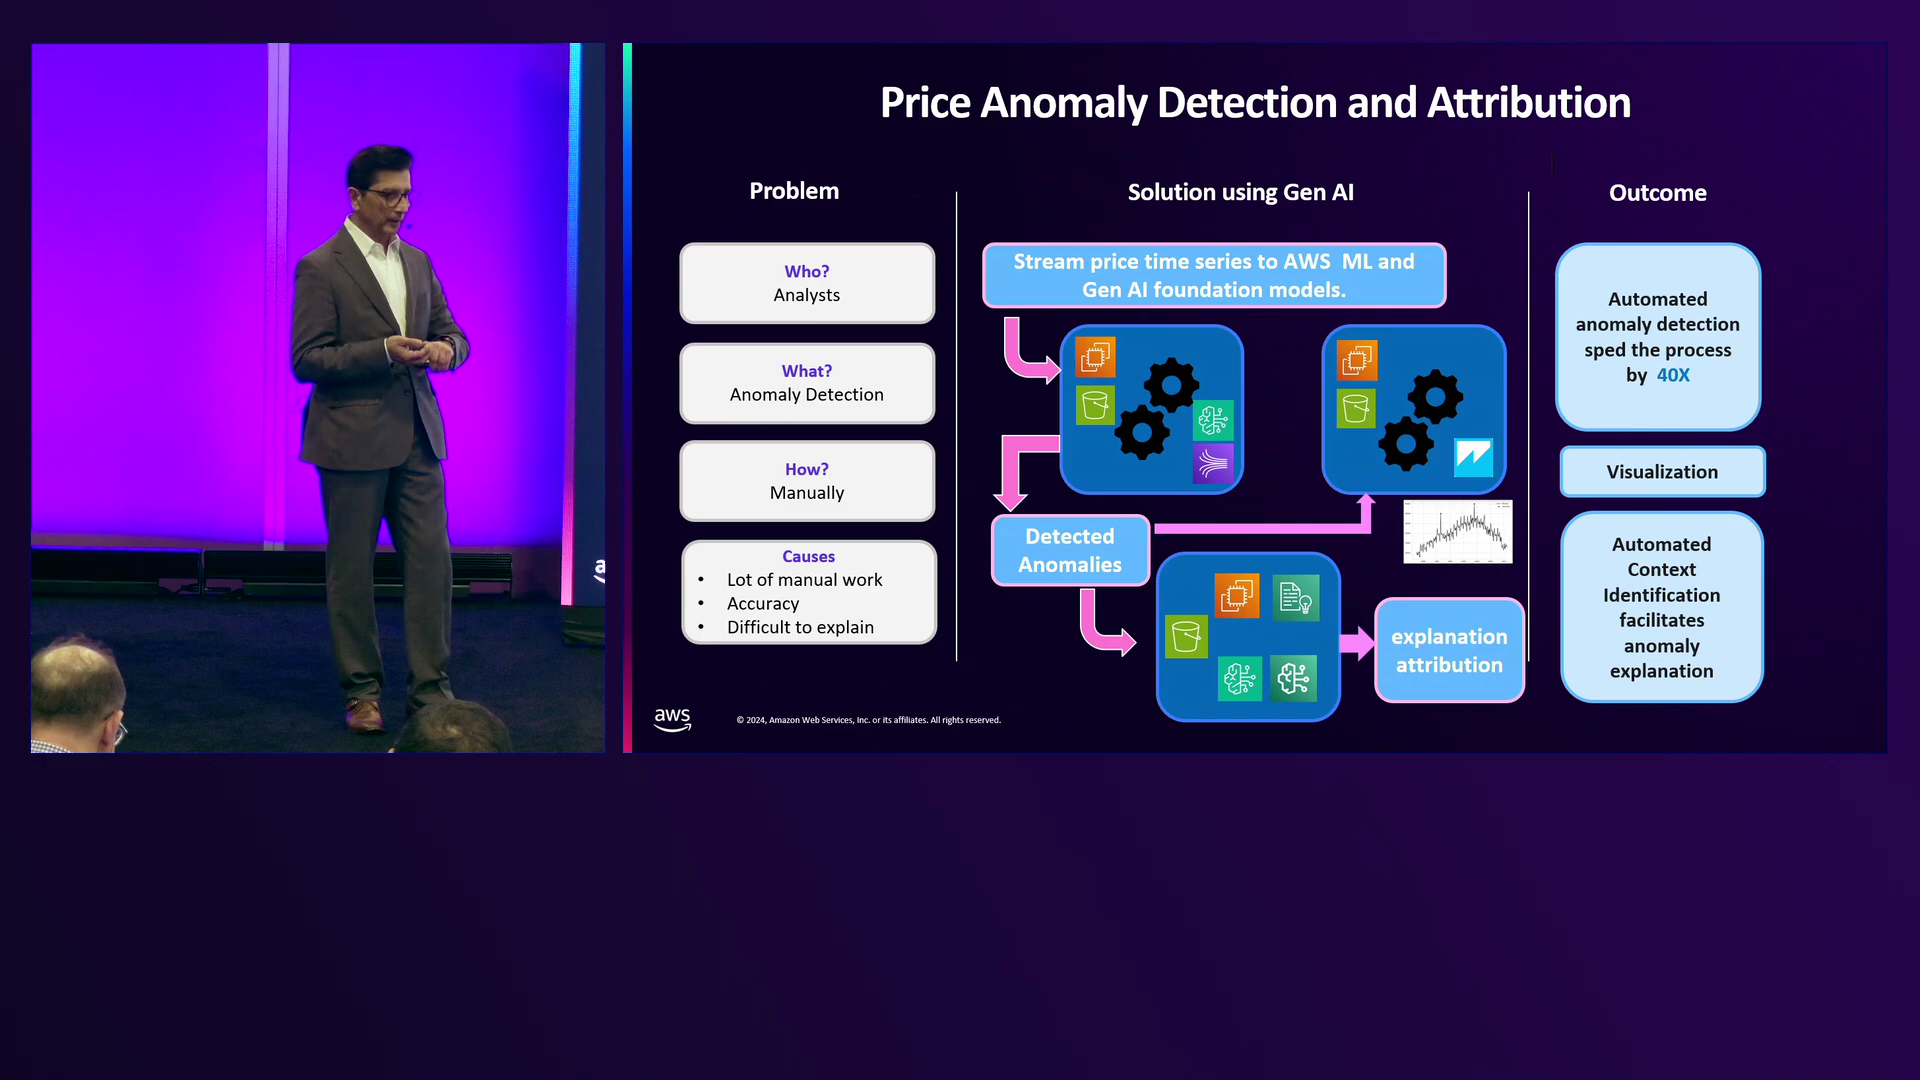 Price Anomaly Detection and Attribution
Problem
Who?
Analysts
What?
Anomaly Detection
How?
Manually
Causes
• Lot of manual work
• Accuracy
• Difficult to explain
Solution using Gen AI
Stream price time series to AWS ML and
Gen AI foundation models.
Detected
Anomalies
explanation
attribution
Outcome
Automated
anomaly detection
sped the process
by 40X
Visualization
Automated
Context
Identification
facilitates
anomaly
explanation
aws
© 2024, Amazon Web Services, Inc. or its affiliates. All rights reserved.